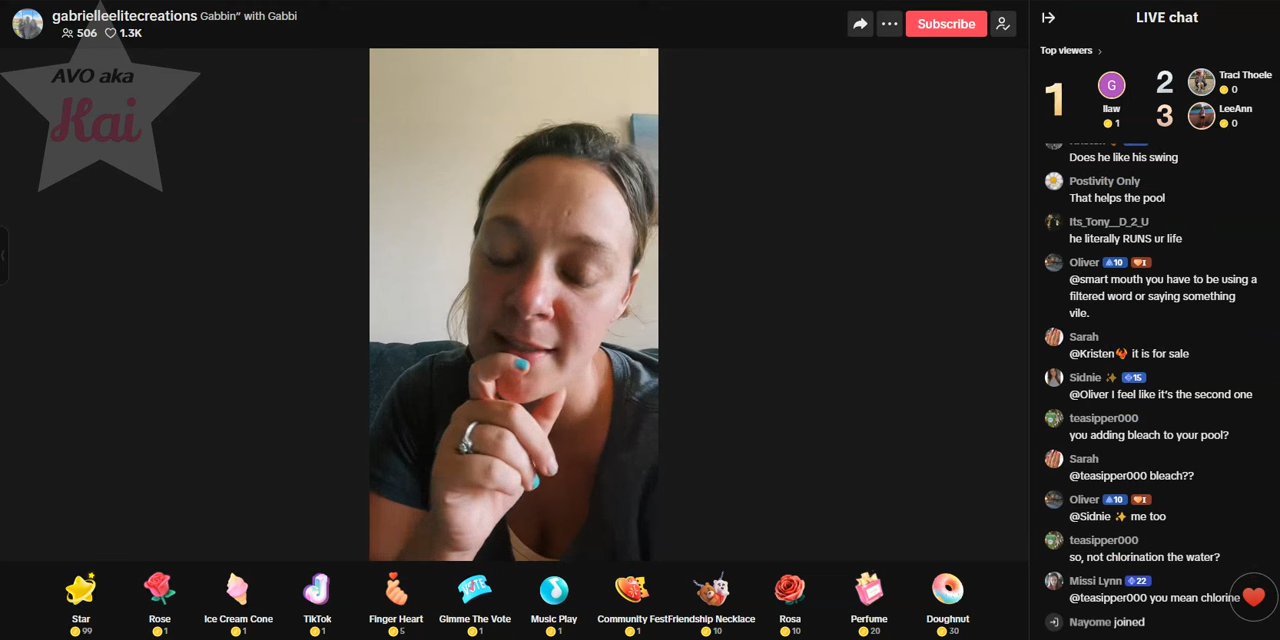 gabrielleelitecreations Gabbin” with Gabbi
506 1.3K
Subscribe
AVO aka
Kai
LIVE chat
Top viewers
1
G
llaw
1
2
Traci Thoele
0
3
LeeAnn
0
Does he like his swing
Postivity Only
That helps the pool
Its_Tony__D_2_U
he literally RUNS ur life
Oliver 10 I
@smart mouth you have to be using a
filtered word or saying something
vile.
Sarah
@Kristen🐦‍🔥 it is for sale
Sidnie ✨ 15
@Oliver I feel like it’s the second one
teasipper000
you adding bleach to your pool?
Sarah
@teasipper000 bleach??
Oliver 10 I
@Sidnie ✨ me too
teasipper000
so, not chlorination the water?
Missi Lynn 22
@teasipper000 you mean chlorine
Nayome joined
VOTE
Star
99
Rose
1
Ice Cream Cone
1
TikTok
1
Finger Heart
5
Gimme The Vote
1
Music Play
1
Community Fest
1
Friendship Necklace
10
Rosa
10
Perfume
20
Doughnut
30